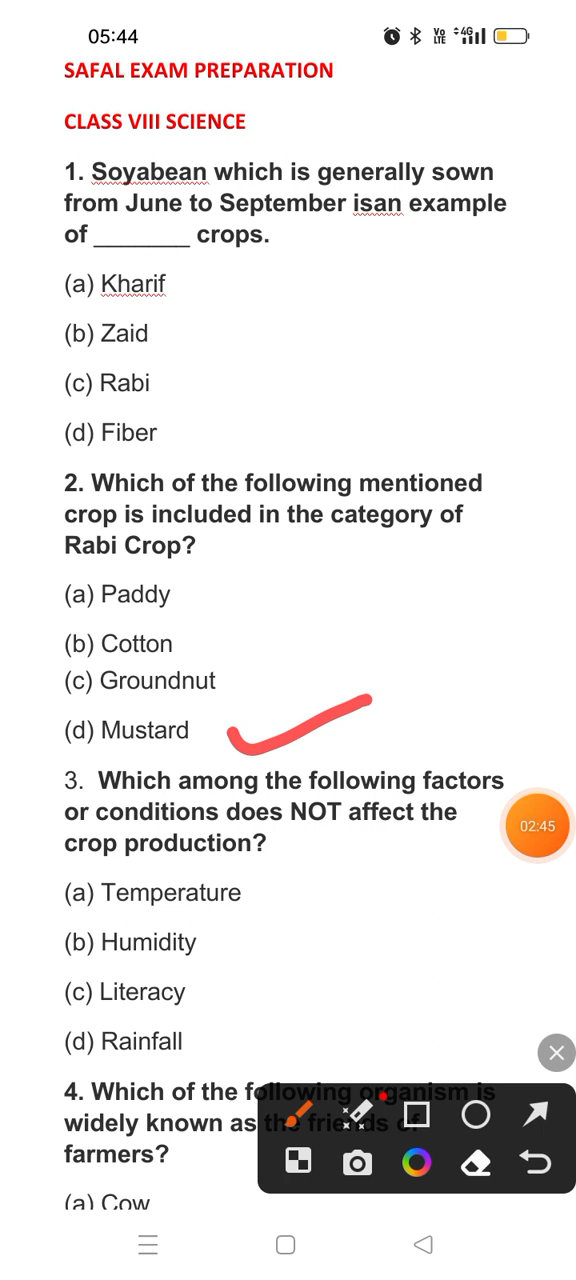 05:44
Vo LTE 4G
SAFAL EXAM PREPARATION
CLASS VIII SCIENCE
1. Soyabean which is generally sown
from June to September isan example
of _______ crops.
(a) Kharif
(b) Zaid
(c) Rabi
(d) Fiber
2. Which of the following mentioned
crop is included in the category of
Rabi Crop?
(a) Paddy
(b) Cotton
(c) Groundnut
(d) Mustard
3. Which among the following factors
or conditions does NOT affect the
crop production?
02:45
(a) Temperature
(b) Humidity
(c) Literacy
(d) Rainfall
4. Which of the following organism is
widely known as the friends of
farmers?
(a) Cow